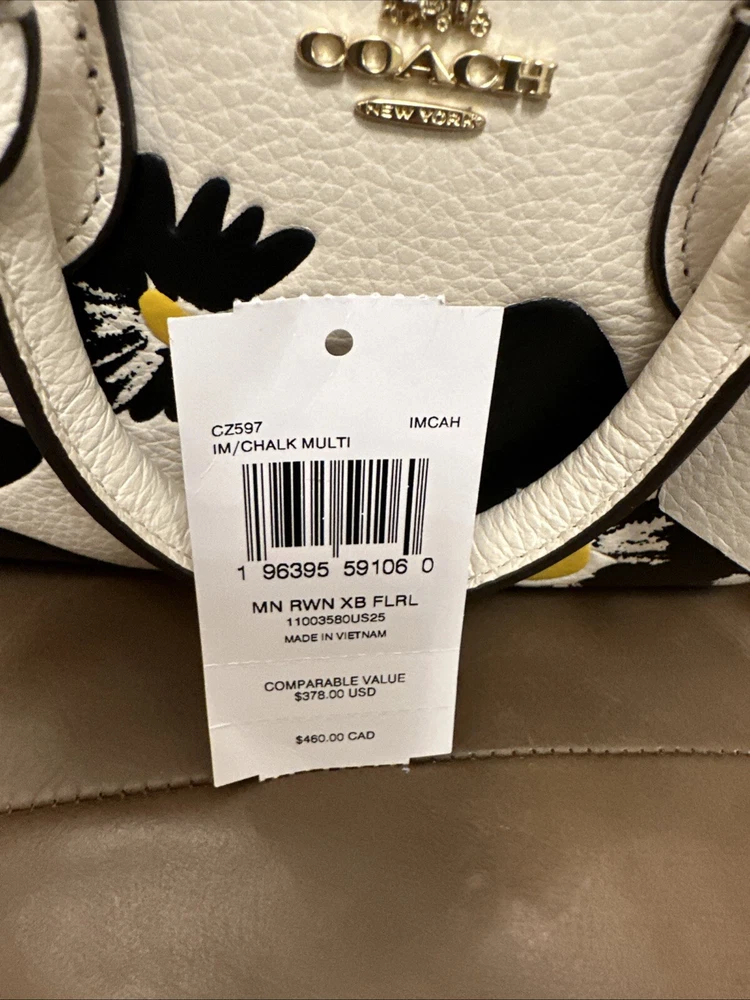 COACH
NEW YORK
CZ597 IMCAH
IM/CHALK MULTI
1 96395 59106 0
MN RWN XB FLRL
11003580US25
MADE IN VIETNAM
COMPARABLE VALUE
$378.00 USD
$460.00 CAD